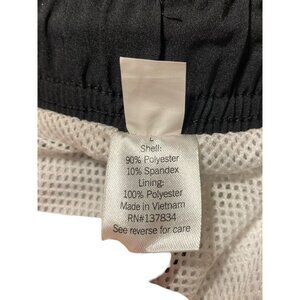 L
Shell:
90% Polyester
10% Spandex
Lining:
100% Polyester
Made in Vietnam
RN#137834
See reverse for care